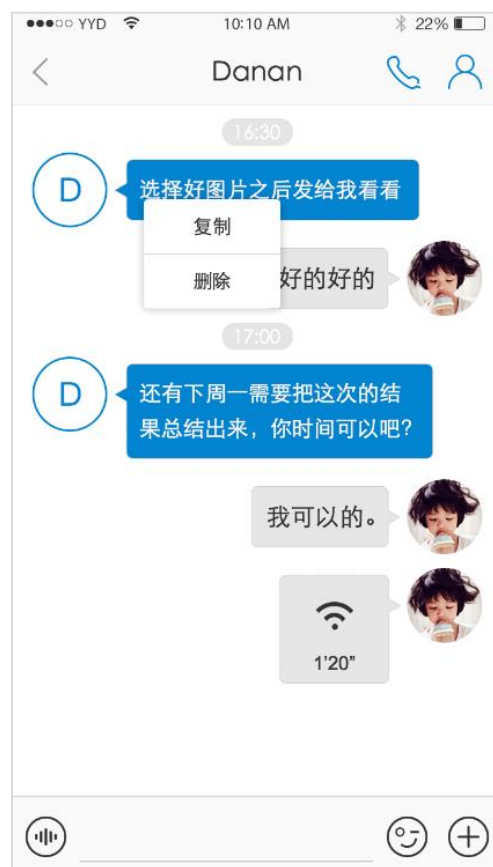 YYD 10:10 AM 22%
Danan
16:30
D 选择好图片之后发给我看看
复制
好的好的
删除
17:00
D 还有下周一需要把这次的结
果总结出来，你时间可以吧?
我可以的。
1'20"